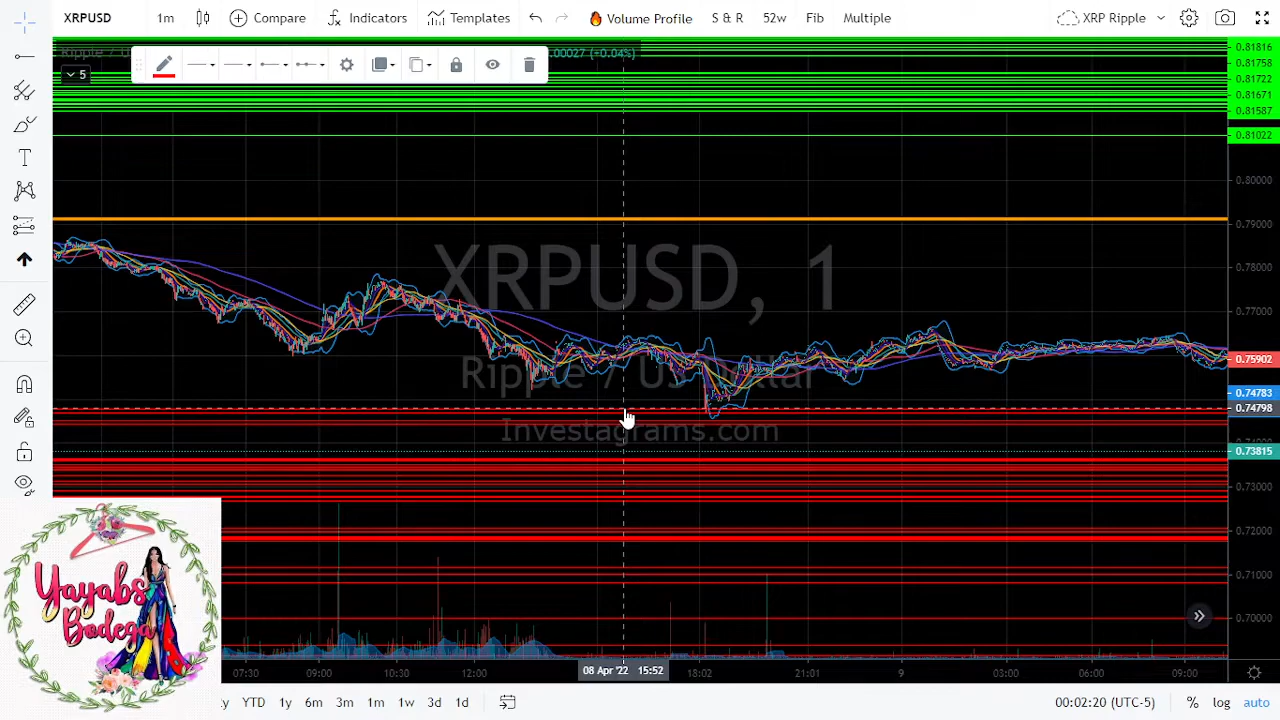 XRPUSD 1m Compare Indicators Templates Volume Profile S & R 52w Fib Multiple XRP Ripple
.00027 (+0.04%)
5
0.81816
0.81758
0.81722
0.81671
0.81587
0.81022
0.80000
0.79000
0.78000
0.77000
0.75902
0.74783
0.74798
0.73815
0.73000
0.72000
0.71000
0.70000
XRPUSD, 1
Ripple / US Dollar
Investagrams.com
Yayabs
Bodega
07:30 09:00 10:30 12:00 08 Apr '22 15:52 18:02 21:01 9 03:00 06:00 09:00
y YTD 1y 6m 3m 1m 1w 3d 1d 00:02:20 (UTC-5) % log auto